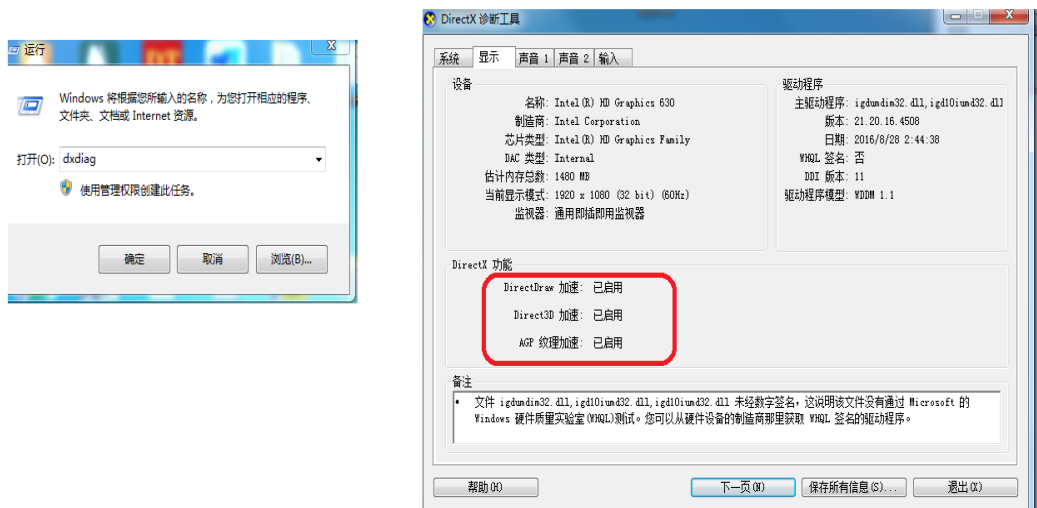 运行
Windows 将根据您所输入的名称，为您打开相应的程序、
文件夹、文档或 Internet 资源。
打开(O): dxdiag
使用管理权限创建此任务。
确定 取消 浏览(B)...
DirectX 诊断工具
系统 显示 声音 1 声音 2 输入
设备
名称: Intel(R) HD Graphics 630
制造商: Intel Corporation
芯片类型: Intel(R) HD Graphics Family
DAC 类型: Internal
估计内存总数: 1480 MB
当前显示模式: 1920 x 1080 (32 bit) (60Hz)
监视器: 通用即插即用监视器
驱动程序
主驱动程序: igdumdim32.dll,igd10iumd32.dll
版本: 21.20.16.4508
日期: 2016/8/28 2:44:38
WHQL 签名: 否
DDI 版本: 11
驱动程序模型: WDDM 1.1
DirectX 功能
DirectDraw 加速: 已启用
Direct3D 加速: 已启用
AGP 纹理加速: 已启用
备注
• 文件 igdumdim32.dll,igd10iumd32.dll,igd10iumd32.dll 未经数字签名，这说明该文件没有通过 Microsoft 的
Windows 硬件质量实验室(WHQL)测试。您可以从硬件设备的制造商那里获取 WHQL 签名的驱动程序。
帮助(H) 下一页(N) 保存所有信息(S)... 退出(X)